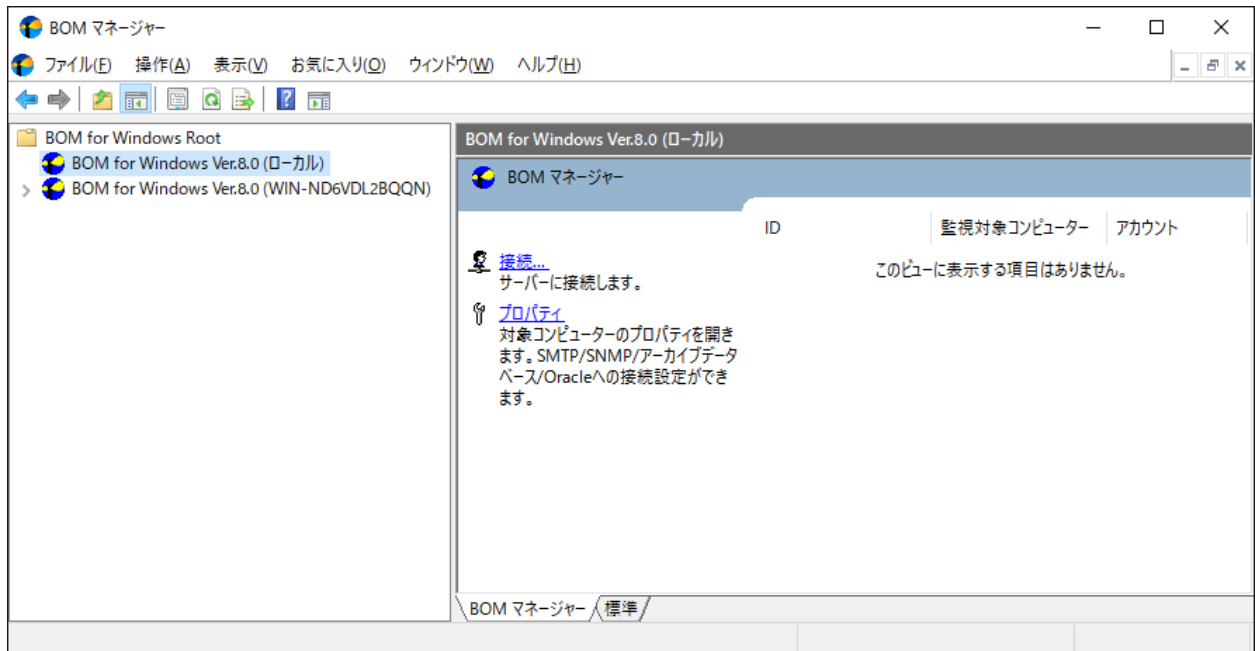 BOM マネージャー
ファイル(F) 操作(A) 表示(V) お気に入り(O) ウィンドウ(W) ヘルプ(H)
BOM for Windows Root
BOM for Windows Ver.8.0 (ローカル)
BOM for Windows Ver.8.0 (WIN-ND6VDL2BQQN)
BOM for Windows Ver.8.0 (ローカル)
BOM マネージャー
接続...
サーバーに接続します。
プロパティ
対象コンピューターのプロパティを開き
ます。SMTP/SNMP/アーカイブデータ
ベース/Oracleへの接続設定ができ
ます。
ID 監視対象コンピューター アカウント
このビューに表示する項目はありません。
BOM マネージャー 標準